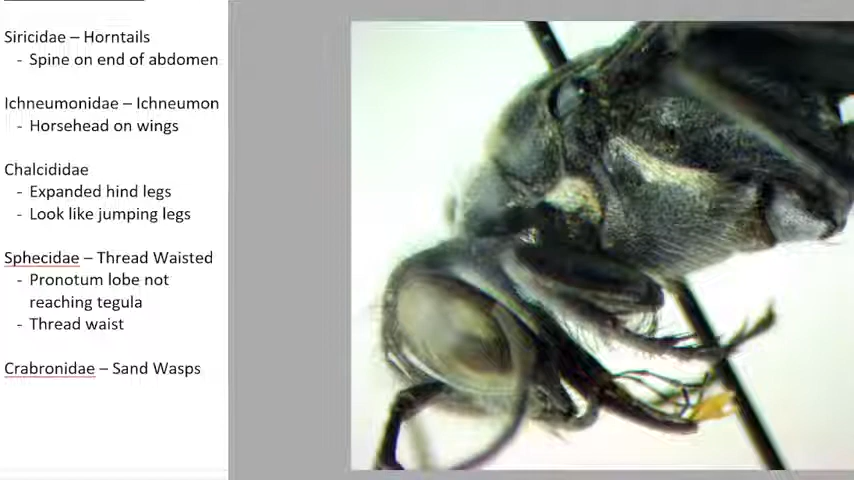 Siricidae – Horntails
- Spine on end of abdomen
Ichneumonidae – Ichneumon
- Horsehead on wings
Chalcididae
- Expanded hind legs
- Look like jumping legs
Sphecidae – Thread Waisted
- Pronotum lobe not
reaching tegula
- Thread waist
Crabronidae – Sand Wasps